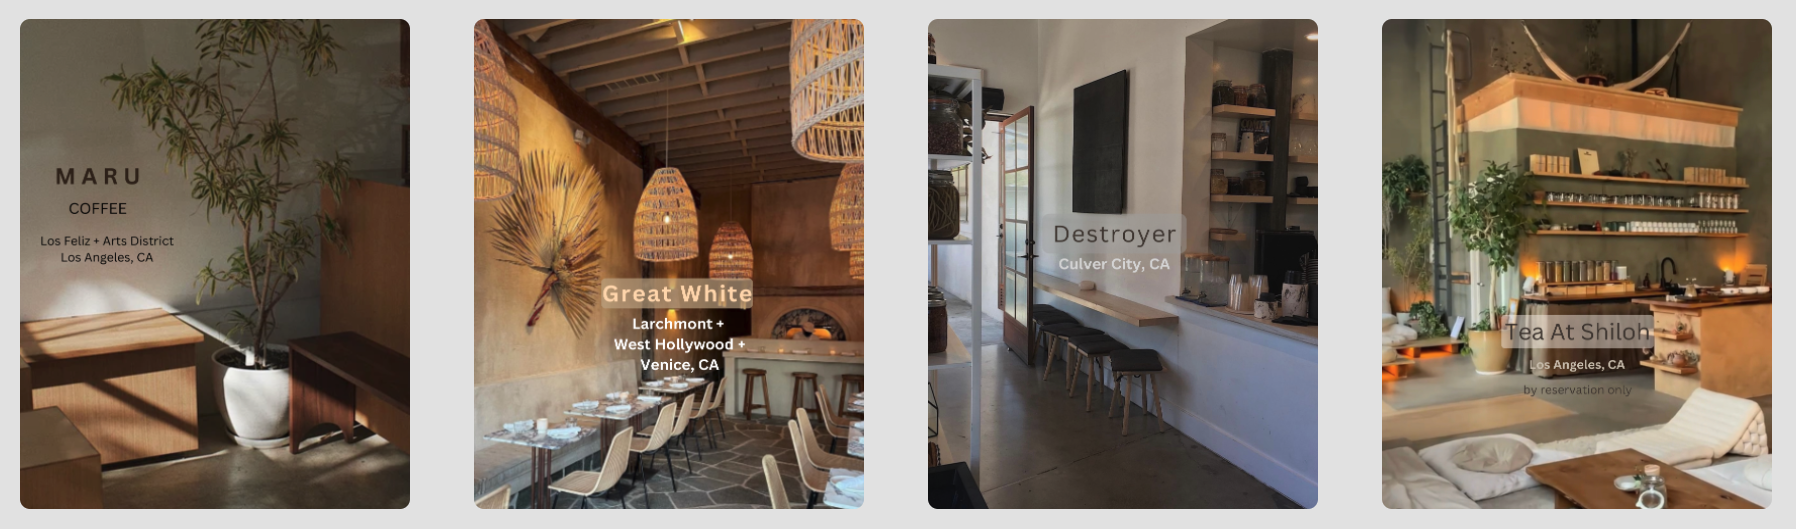 MARU
COFFEE
Los Feliz + Arts District
Los Angeles, CA
Great White
Larchmont +
West Hollywood +
Venice, CA
Destroyer
Culver City, CA
Tea At Shiloh
Los Angeles, CA
by reservation only